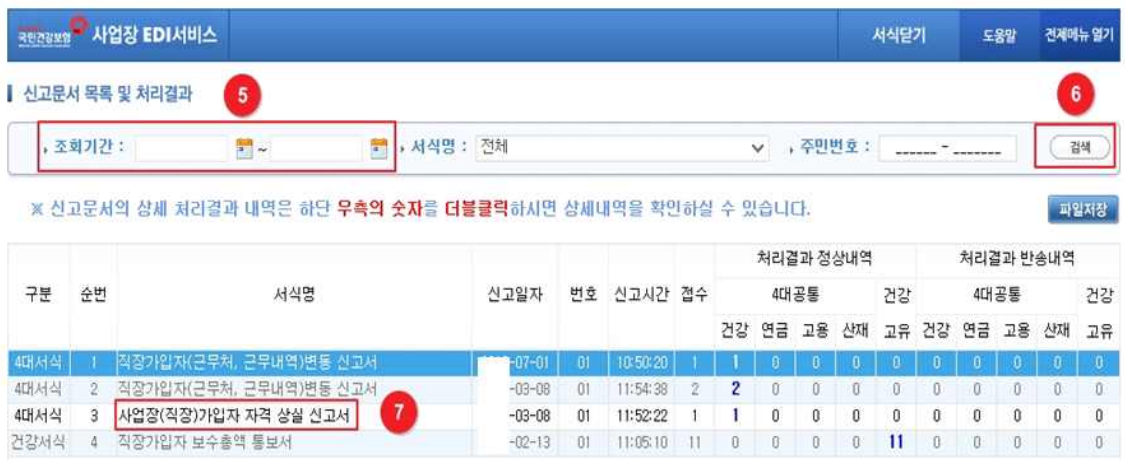 국민건강보험 사업장 EDI서비스 서식닫기 도움말 전체메뉴 열기
신고문서 목록 및 처리결과 5 6
조회기간 : ~ 서식명 : 전체 주민번호 : ______ - _______ 검색
※ 신고문서의 상세 처리결과 내역은 하단 우측의 숫자를 더블클릭하시면 상세내역을 확인하실 수 있습니다. 파일저장
처리결과 정상내역 처리결과 반송내역
구분 순번 서식명 신고일자 번호 신고시간 접수 4대공통 건강 4대공통 건강
건강 연금 고용 산재 고유 건강 연금 고용 산재 고유
4대서식 1 직장가입자(근무처, 근무내역)변동 신고서 -07-01 01 10:50:20 1 1 0 0 0 0 0 0 0 0 0
4대서식 2 직장가입자(근무처, 근무내역)변동 신고서 -03-08 01 11:54:38 2 2 0 0 0 0 0 0 0 0 0
4대서식 3 사업장(직장)가입자 자격 상실 신고서 7 -03-08 01 11:52:22 1 1 0 0 0 0 0 0 0 0 0
건강서식 4 직장가입자 보수총액 통보서 -02-13 01 11:05:10 11 0 0 0 0 11 0 0 0 0 0